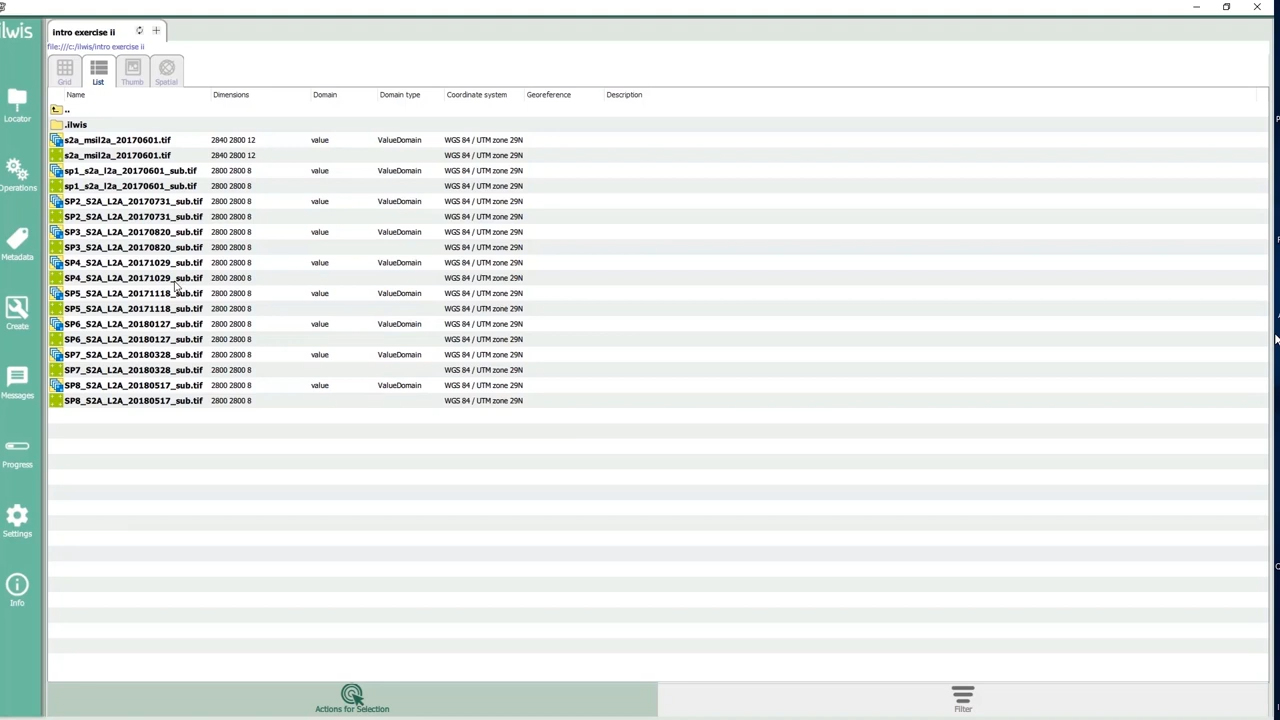 ilwis
intro exercise ii
file:///c:/ilwis/intro exercise ii
Grid List Thumb Spatial
Name Dimensions Domain Domain type Coordinate system Georeference Description
..
.ilwis
s2a_msil2a_20170601.tif 2840 2800 12 value ValueDomain WGS 84 / UTM zone 29N
s2a_msil2a_20170601.tif 2840 2800 12 WGS 84 / UTM zone 29N
sp1_s2a_l2a_20170601_sub.tif 2800 2800 8 value ValueDomain WGS 84 / UTM zone 29N
sp1_s2a_l2a_20170601_sub.tif 2800 2800 8 WGS 84 / UTM zone 29N
SP2_S2A_L2A_20170731_sub.tif 2800 2800 8 value ValueDomain WGS 84 / UTM zone 29N
SP2_S2A_L2A_20170731_sub.tif 2800 2800 8 WGS 84 / UTM zone 29N
SP3_S2A_L2A_20170820_sub.tif 2800 2800 8 value ValueDomain WGS 84 / UTM zone 29N
SP3_S2A_L2A_20170820_sub.tif 2800 2800 8 WGS 84 / UTM zone 29N
SP4_S2A_L2A_20171029_sub.tif 2800 2800 8 value ValueDomain WGS 84 / UTM zone 29N
SP4_S2A_L2A_20171029_sub.tif 2800 2800 8 WGS 84 / UTM zone 29N
SP5_S2A_L2A_20171118_sub.tif 2800 2800 8 value ValueDomain WGS 84 / UTM zone 29N
SP5_S2A_L2A_20171118_sub.tif 2800 2800 8 WGS 84 / UTM zone 29N
SP6_S2A_L2A_20180127_sub.tif 2800 2800 8 value ValueDomain WGS 84 / UTM zone 29N
SP6_S2A_L2A_20180127_sub.tif 2800 2800 8 WGS 84 / UTM zone 29N
SP7_S2A_L2A_20180328_sub.tif 2800 2800 8 value ValueDomain WGS 84 / UTM zone 29N
SP7_S2A_L2A_20180328_sub.tif 2800 2800 8 WGS 84 / UTM zone 29N
SP8_S2A_L2A_20180517_sub.tif 2800 2800 8 value ValueDomain WGS 84 / UTM zone 29N
SP8_S2A_L2A_20180517_sub.tif 2800 2800 8 WGS 84 / UTM zone 29N
Locator
Operations
Metadata
Create
Messages
Progress
Settings
Info
Actions for Selection
Filter